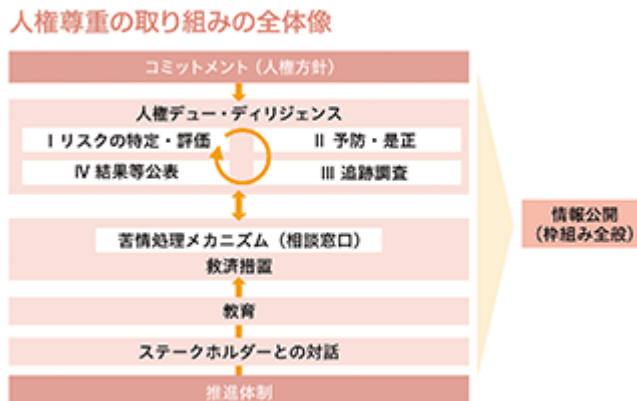 人権尊重の取り組みの全体像
コミットメント（人権方針）
人権デュー・ディリジェンス
Ⅰ リスクの特定・評価
Ⅱ 予防・是正
Ⅳ 結果等公表
Ⅲ 追跡調査
苦情処理メカニズム（相談窓口）
救済措置
教育
ステークホルダーとの対話
推進体制
情報公開
（枠組み全般）